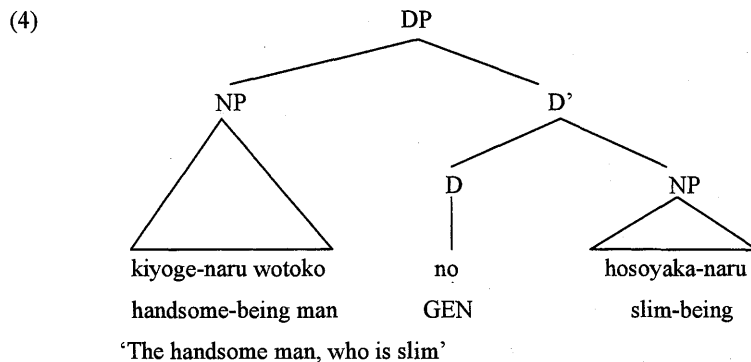 (4) DP
NP D’
D NP
kiyoge-naru wotoko no hosoyaka-naru
handsome-being man GEN slim-being
‘The handsome man, who is slim’